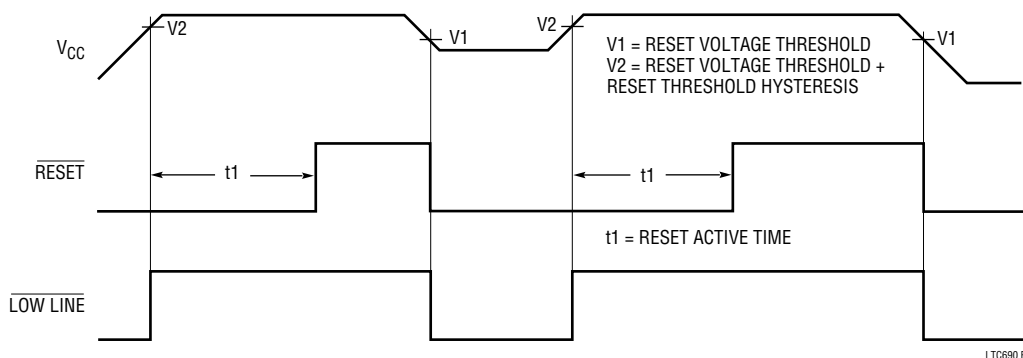 V2
V1
V2
V1
VCC
V1 = RESET VOLTAGE THRESHOLD
V2 = RESET VOLTAGE THRESHOLD +
RESET THRESHOLD HYSTERESIS
RESET
t1
t1
t1 = RESET ACTIVE TIME
LOW LINE